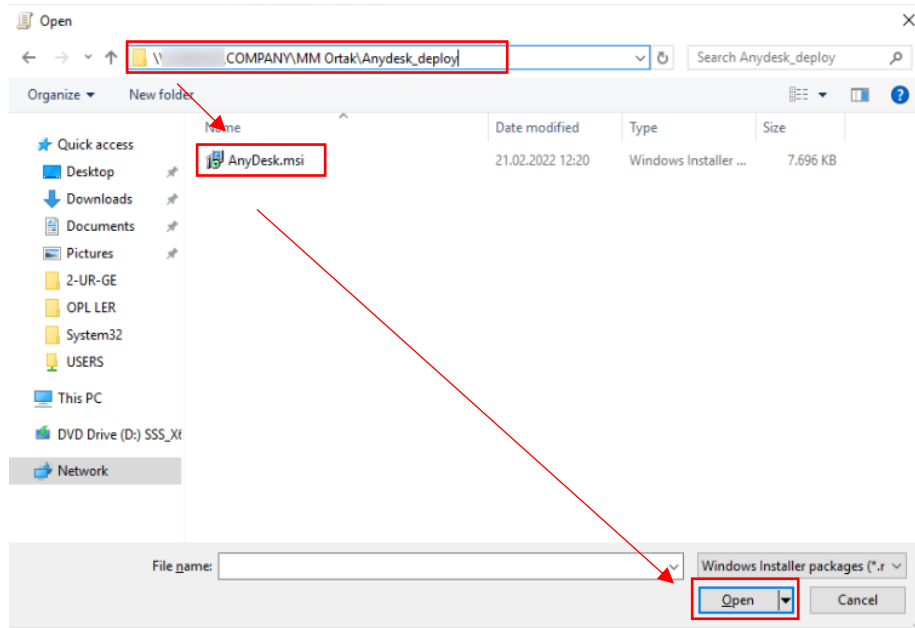 Open
\\ COMPANY\MM Ortak\Anydesk_deploy
Search Anydesk_deploy
Organize
New folder
Name
Date modified
Type
Size
Quick access
AnyDesk.msi
21.02.2022 12:20
Windows Installer ...
7.696 KB
Desktop
Downloads
Documents
Pictures
2-UR-GE
OPL LER
System32
USERS
This PC
DVD Drive (D:) SSS_X6
Network
File name:
Windows Installer packages (*.r
Open
Cancel